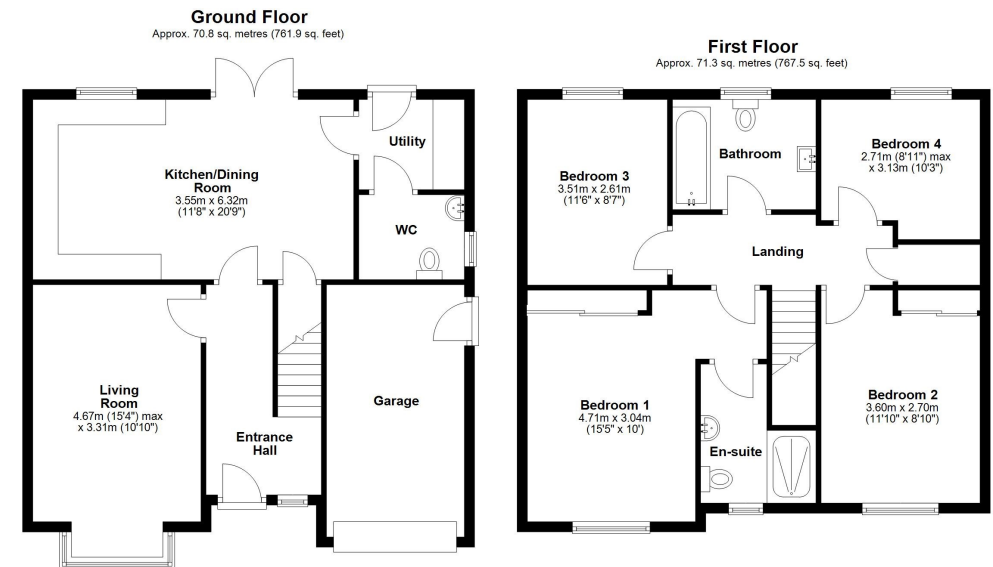 Ground Floor
Approx. 70.8 sq. metres (761.9 sq. feet)
Kitchen/Dining
Room
3.55m x 6.32m
(11'8" x 20'9")
Utility
WC
Living
Room
4.67m (15'4") max
x 3.31m (10'10")
Entrance
Hall
Garage
First Floor
Approx. 71.3 sq. metres (767.5 sq. feet)
Bedroom 3
3.51m x 2.61m
(11'6" x 8'7")
Bathroom
Bedroom 4
2.71m (8'11") max
x 3.13m (10'3")
Landing
Bedroom 1
4.71m x 3.04m
(15'5" x 10')
En-suite
Bedroom 2
3.60m x 2.70m
(11'10" x 8'10")